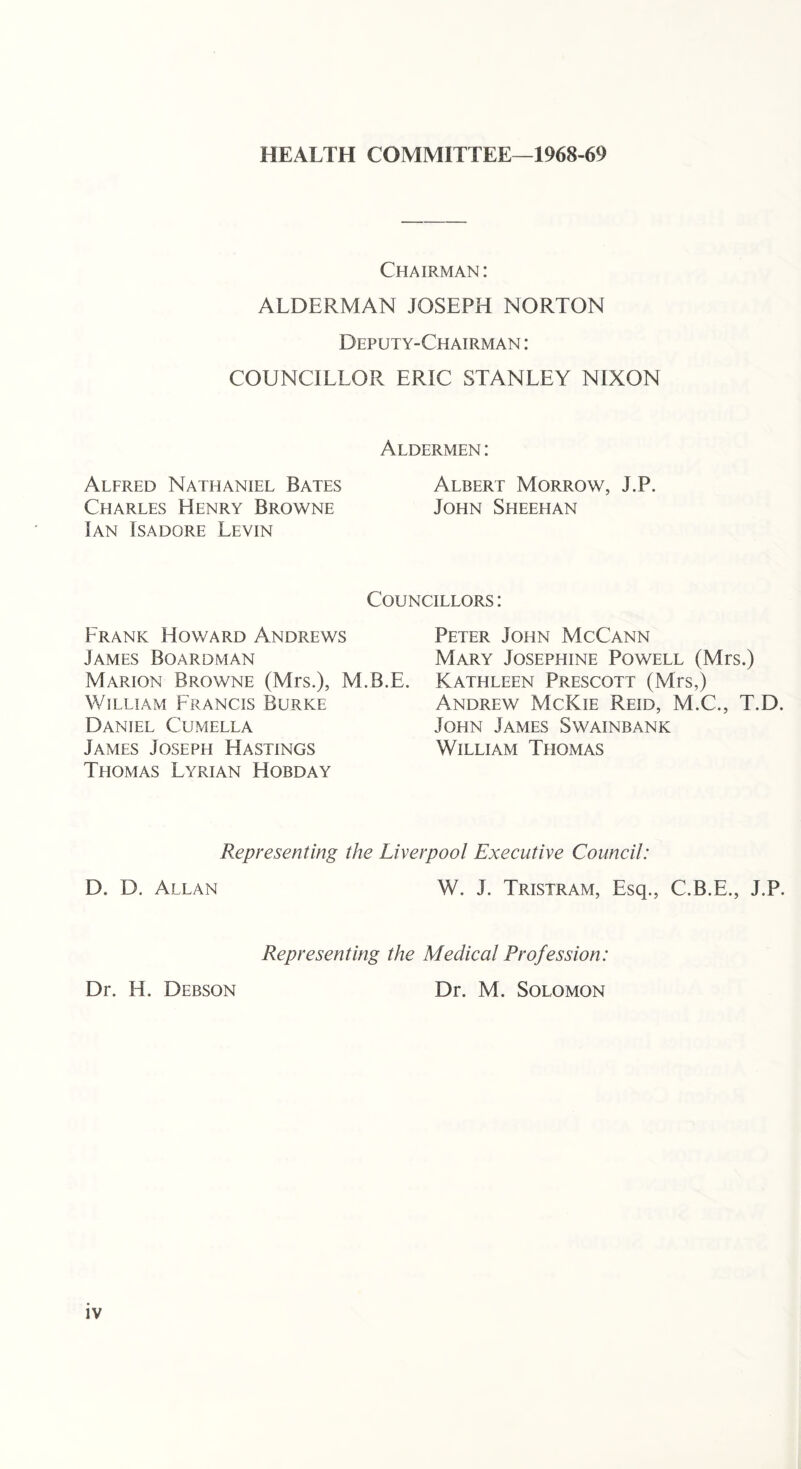 HEALTH COMMITTEE—1968-69
Chairman:
ALDERMAN JOSEPH NORTON
Deputy-Chairman:
COUNCILLOR ERIC STANLEY NIXON
Aldermen:
Alfred Nathaniel Bates
Charles Henry Browne
Ian Isadore Levin
Albert Morrow, J.P.
John Sheehan
Councillors:
Frank Howard Andrews
James Boardman
Marion Browne (Mrs.), M.B.E.
William Francis Burke
Daniel Cumella
James Joseph Hastings
Thomas Lyrian Hobday
Peter John McCann
Mary Josephine Powell (Mrs.)
Kathleen Prescott (Mrs,)
Andrew McKie Reid, M.C., T.D.
John James Swainbank
William Thomas
Representing the Liverpool Executive Council:
D. D. Allan W. J. Tristram, Esq., C.B.E., J.P.
Representing the Medical Profession:
Dr. H. Debson Dr. M. Solomon
iv